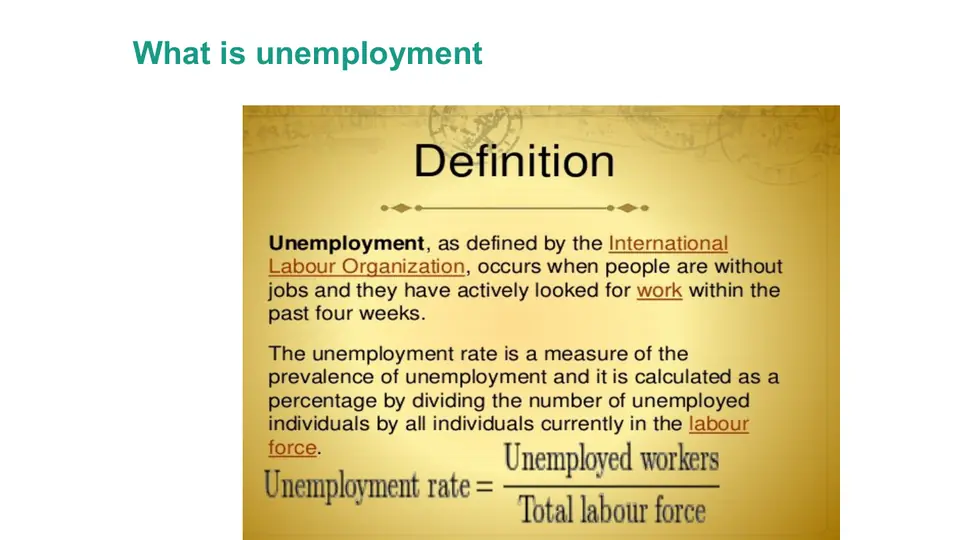 What is unemployment
Definition
Unemployment, as defined by the International
Labour Organization, occurs when people are without
jobs and they have actively looked for work within the
past four weeks.
The unemployment rate is a measure of the
prevalence of unemployment and it is calculated as a
percentage by dividing the number of unemployed
individuals by all individuals currently in the labour
force.
Unemployed workers
Unemployment rate =
Total labour force